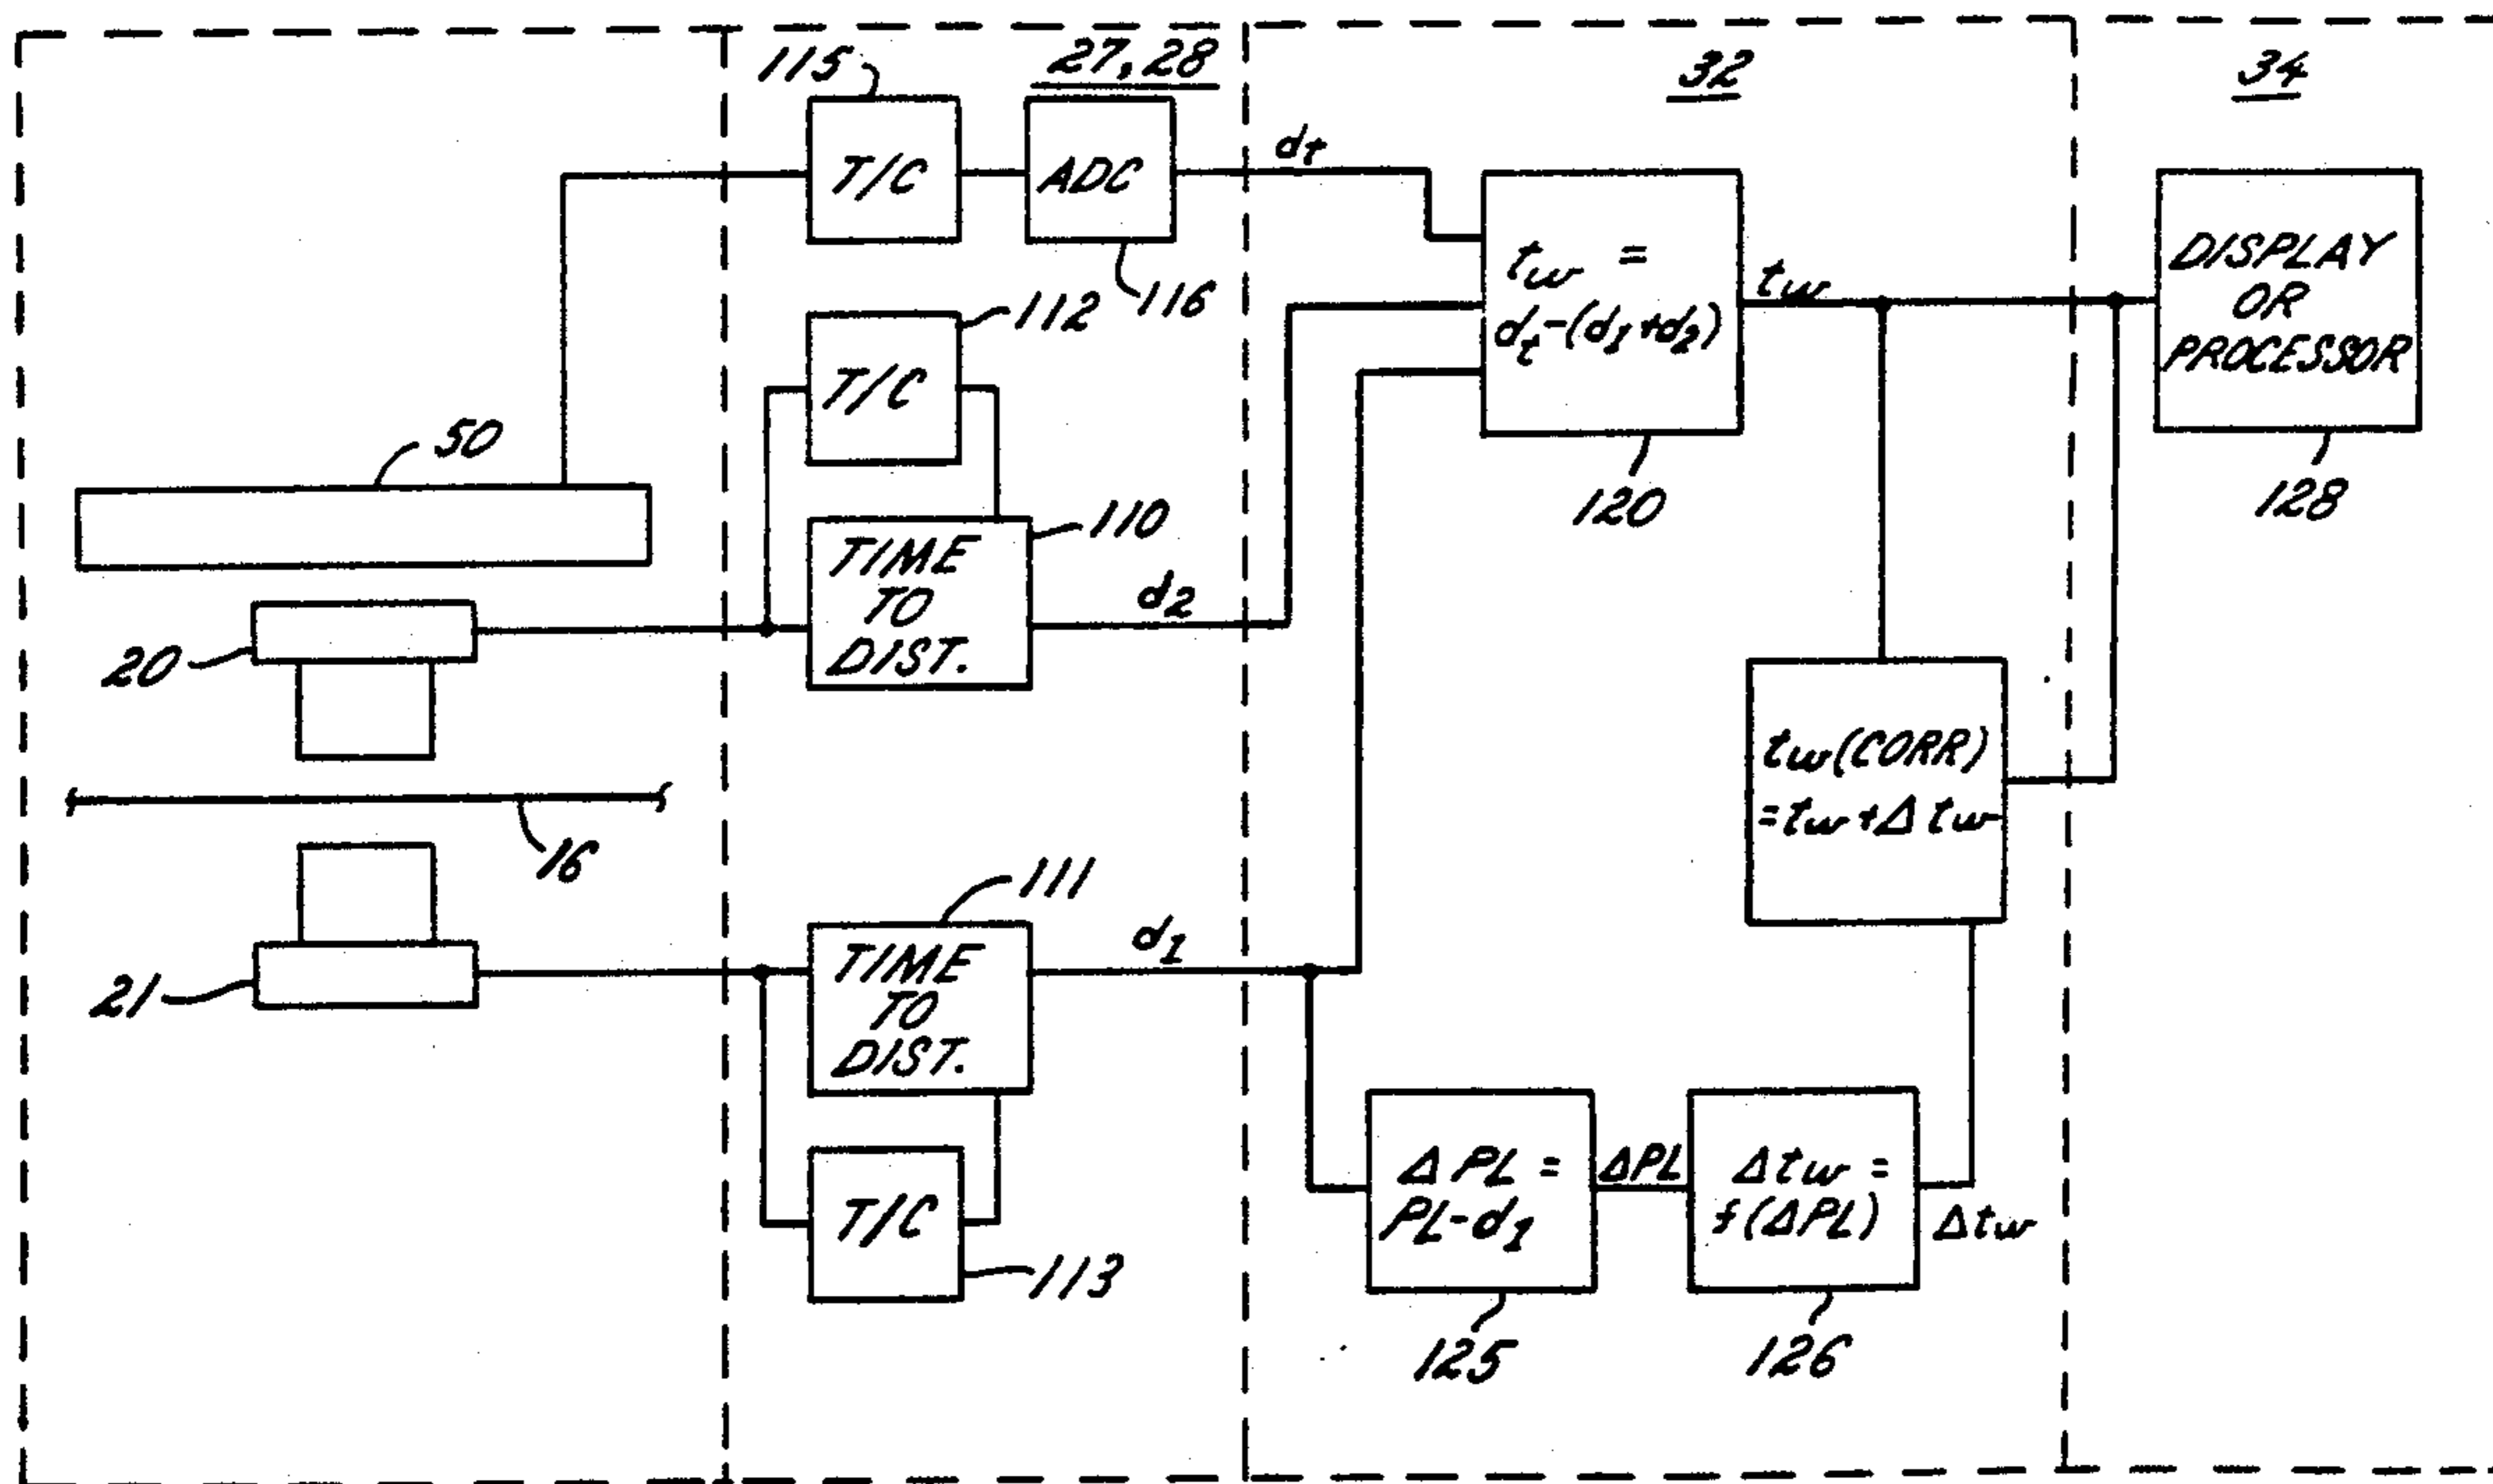 115
27, 28
32
34
T/C
ADC
dt
116
tw =
dt-(d1+d2)
tw
DISPLAY
OR
PROCESSOR
112
T/C
50
110
TIME
TO
DIST.
d2
120
128
20
tw(CORR)
=tw+Δtw
16
111
TIME
TO
DIST.
d1
21
T/C
113
ΔPL =
PL-d1
ΔPL
Δtw =
f(ΔPL)
Δtw
125
126